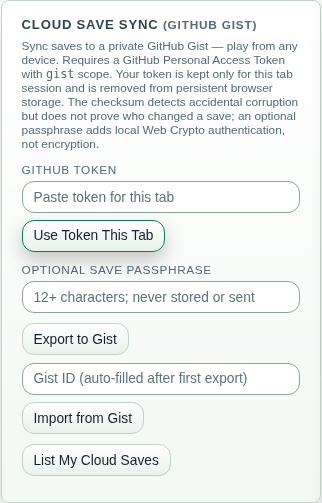 CLOUD SAVE SYNC (GITHUB GIST)
Sync saves to a private GitHub Gist — play from any
device. Requires a GitHub Personal Access Token
with gist scope. Your token is kept only for this tab
session and is removed from persistent browser
storage. The checksum detects accidental corruption
but does not prove who changed a save; an optional
passphrase adds local Web Crypto authentication,
not encryption.
GITHUB TOKEN
Paste token for this tab
Use Token This Tab
OPTIONAL SAVE PASSPHRASE
12+ characters; never stored or sent
Export to Gist
Gist ID (auto-filled after first export)
Import from Gist
List My Cloud Saves